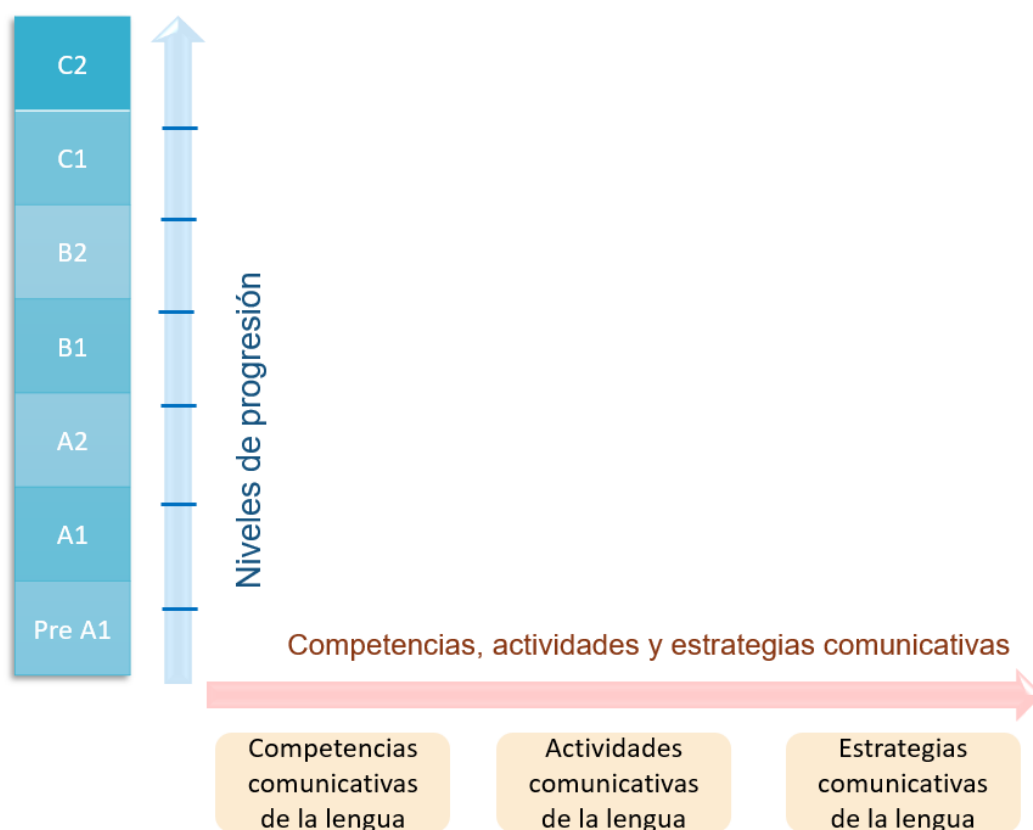 C2
C1
B2
B1
A2
A1
Pre A1
Niveles de progresión
Competencias, actividades y estrategias comunicativas
Competencias
comunicativas
de la lengua
Actividades
comunicativas
de la lengua
Estrategias
comunicativas
de la lengua